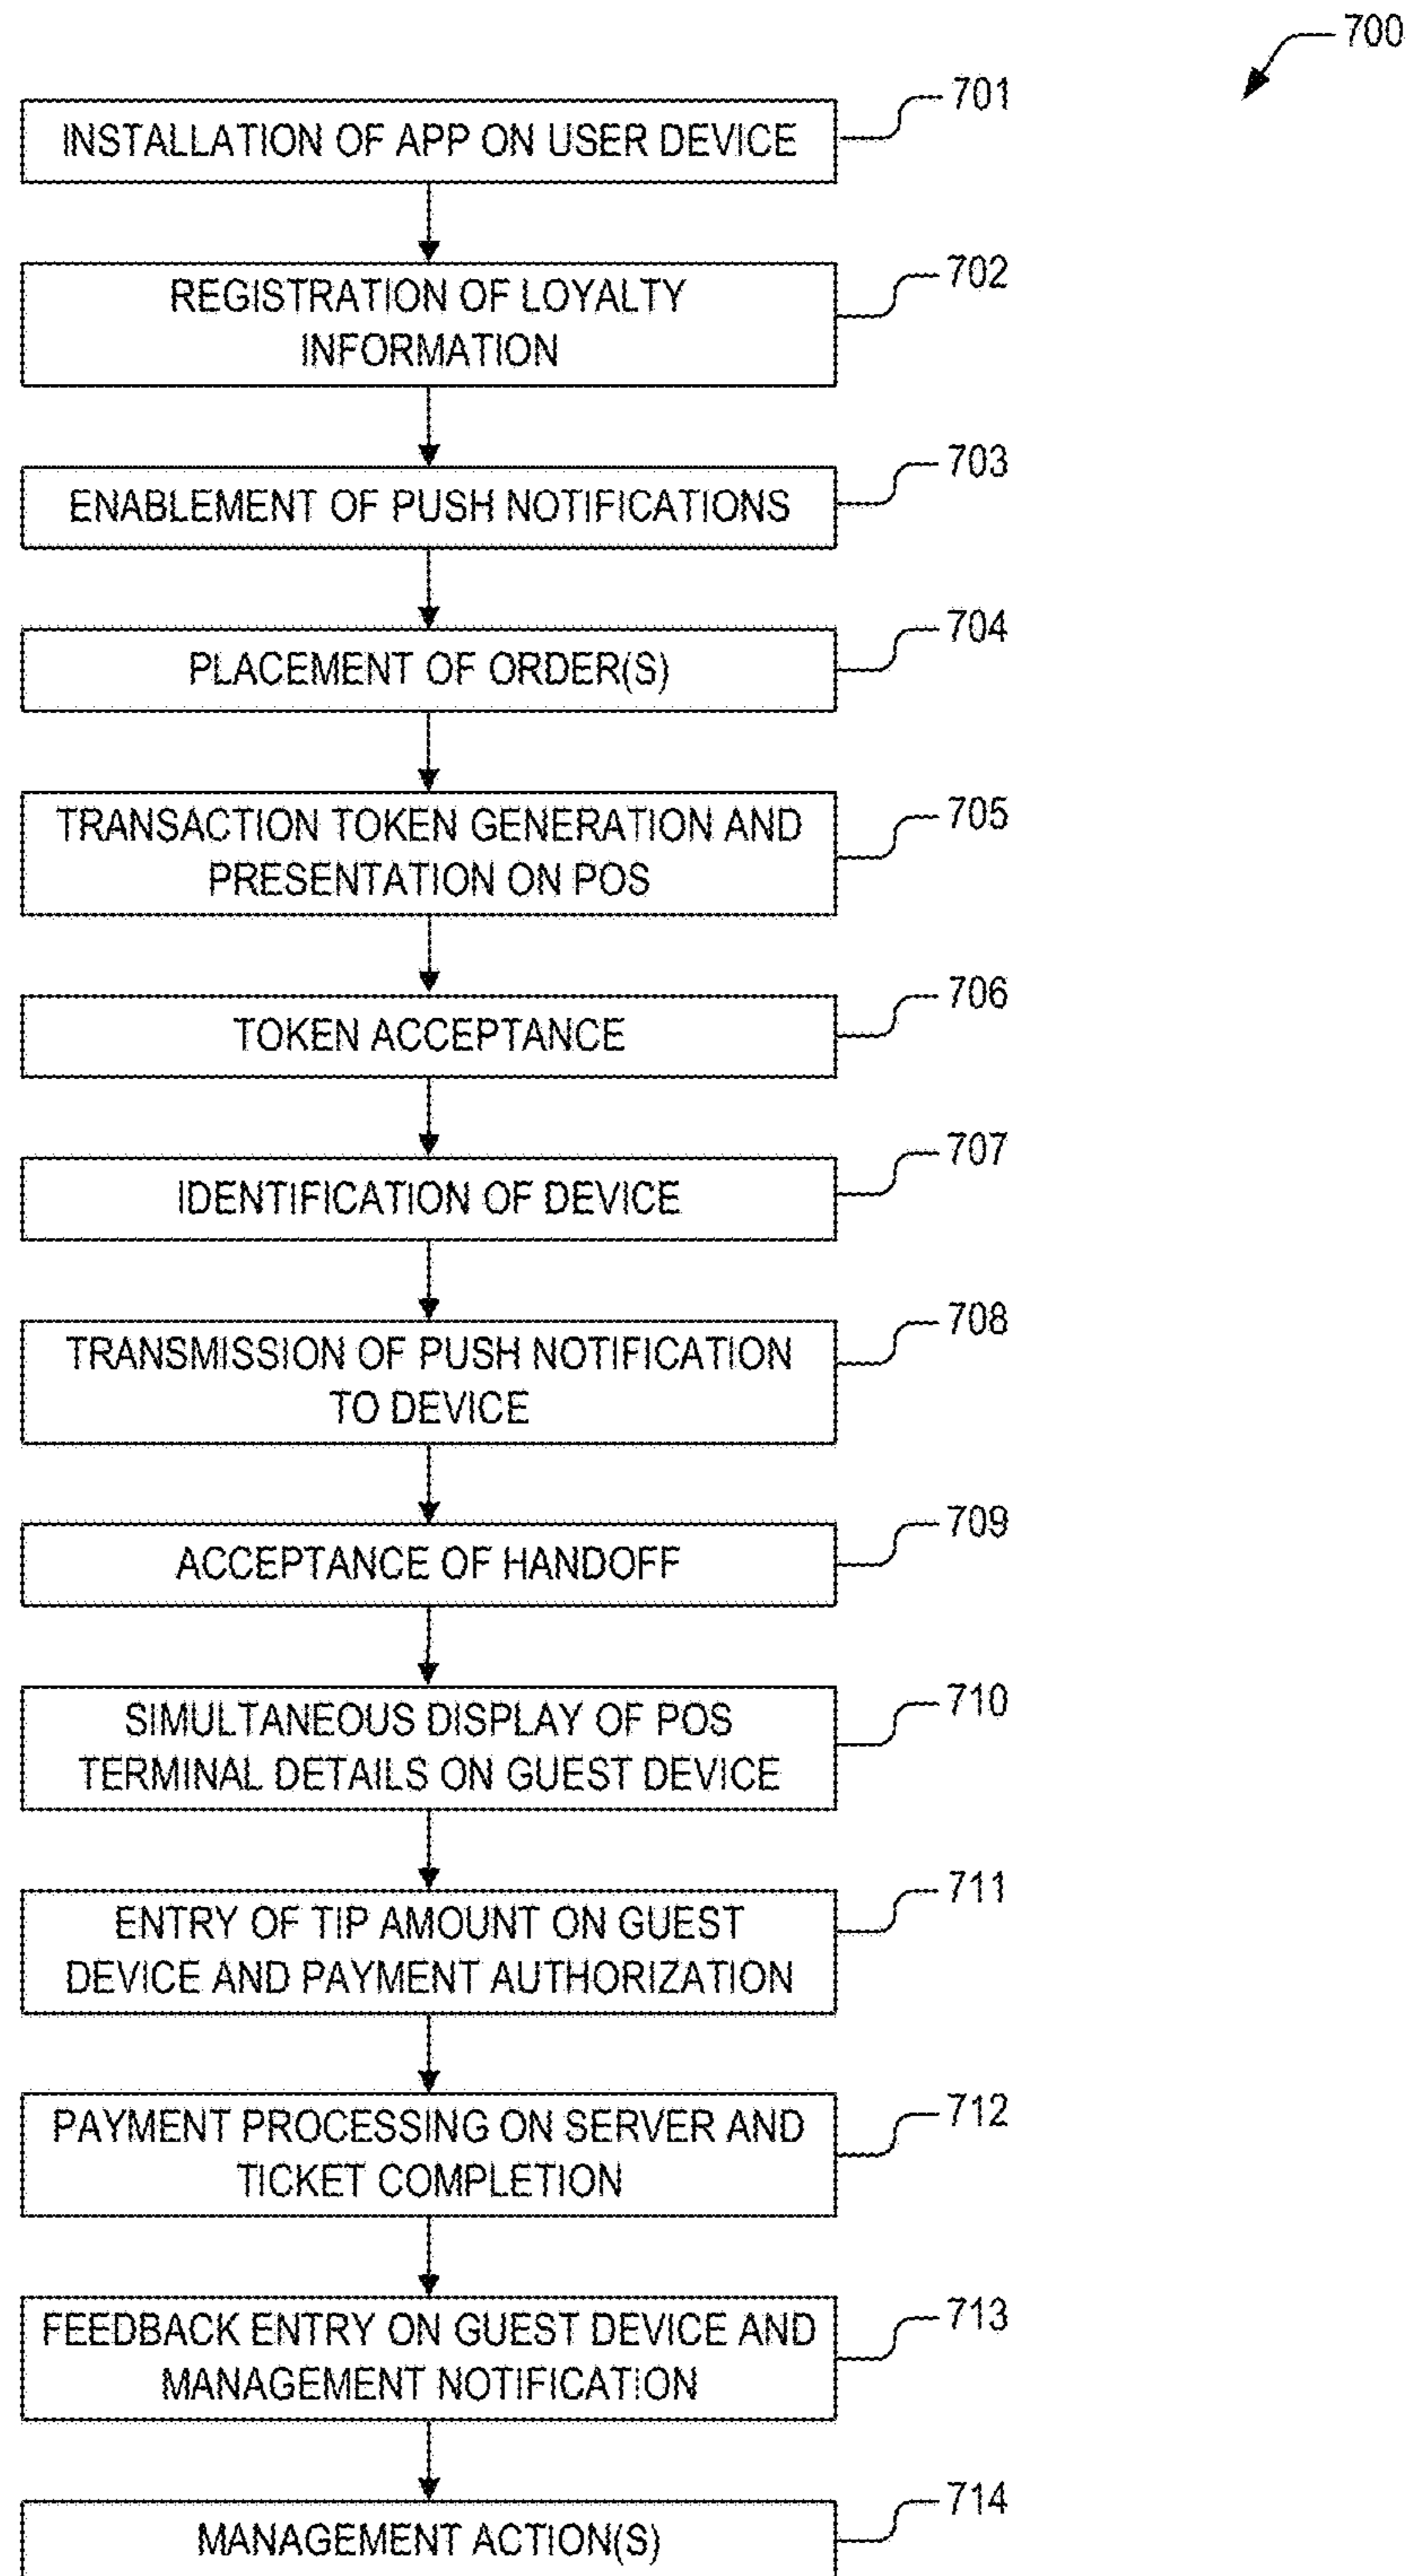 700
701
INSTALLATION OF APP ON USER DEVICE
702
REGISTRATION OF LOYALTY
INFORMATION
703
ENABLEMENT OF PUSH NOTIFICATIONS
704
PLACEMENT OF ORDER(S)
705
TRANSACTION TOKEN GENERATION AND
PRESENTATION ON POS
706
TOKEN ACCEPTANCE
707
IDENTIFICATION OF DEVICE
708
TRANSMISSION OF PUSH NOTIFICATION
TO DEVICE
709
ACCEPTANCE OF HANDOFF
710
SIMULTANEOUS DISPLAY OF POS
TERMINAL DETAILS ON GUEST DEVICE
711
ENTRY OF TIP AMOUNT ON GUEST
DEVICE AND PAYMENT AUTHORIZATION
712
PAYMENT PROCESSING ON SERVER AND
TICKET COMPLETION
713
FEEDBACK ENTRY ON GUEST DEVICE AND
MANAGEMENT NOTIFICATION
714
MANAGEMENT ACTION(S)